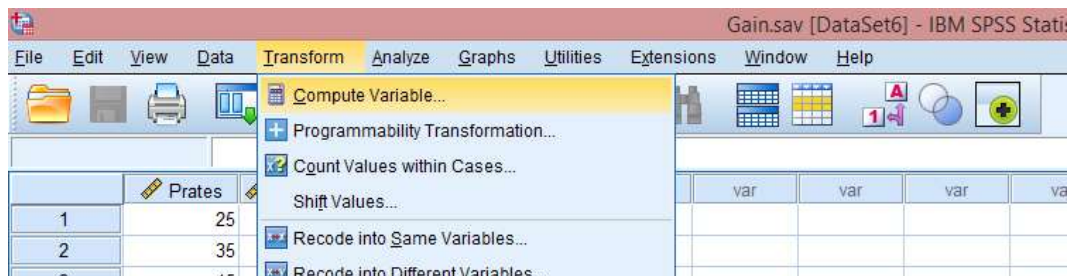 Gain.sav [DataSet6] - IBM SPSS
File Edit View Data Transform Analyze Graphs Utilities Extensions Window Help
Compute Variable...
Programmability Transformation...
Count Values within Cases...
Shift Values...
Prates var var var
1 25
Recode into Same Variables...
2 35
Recode into Different Variables